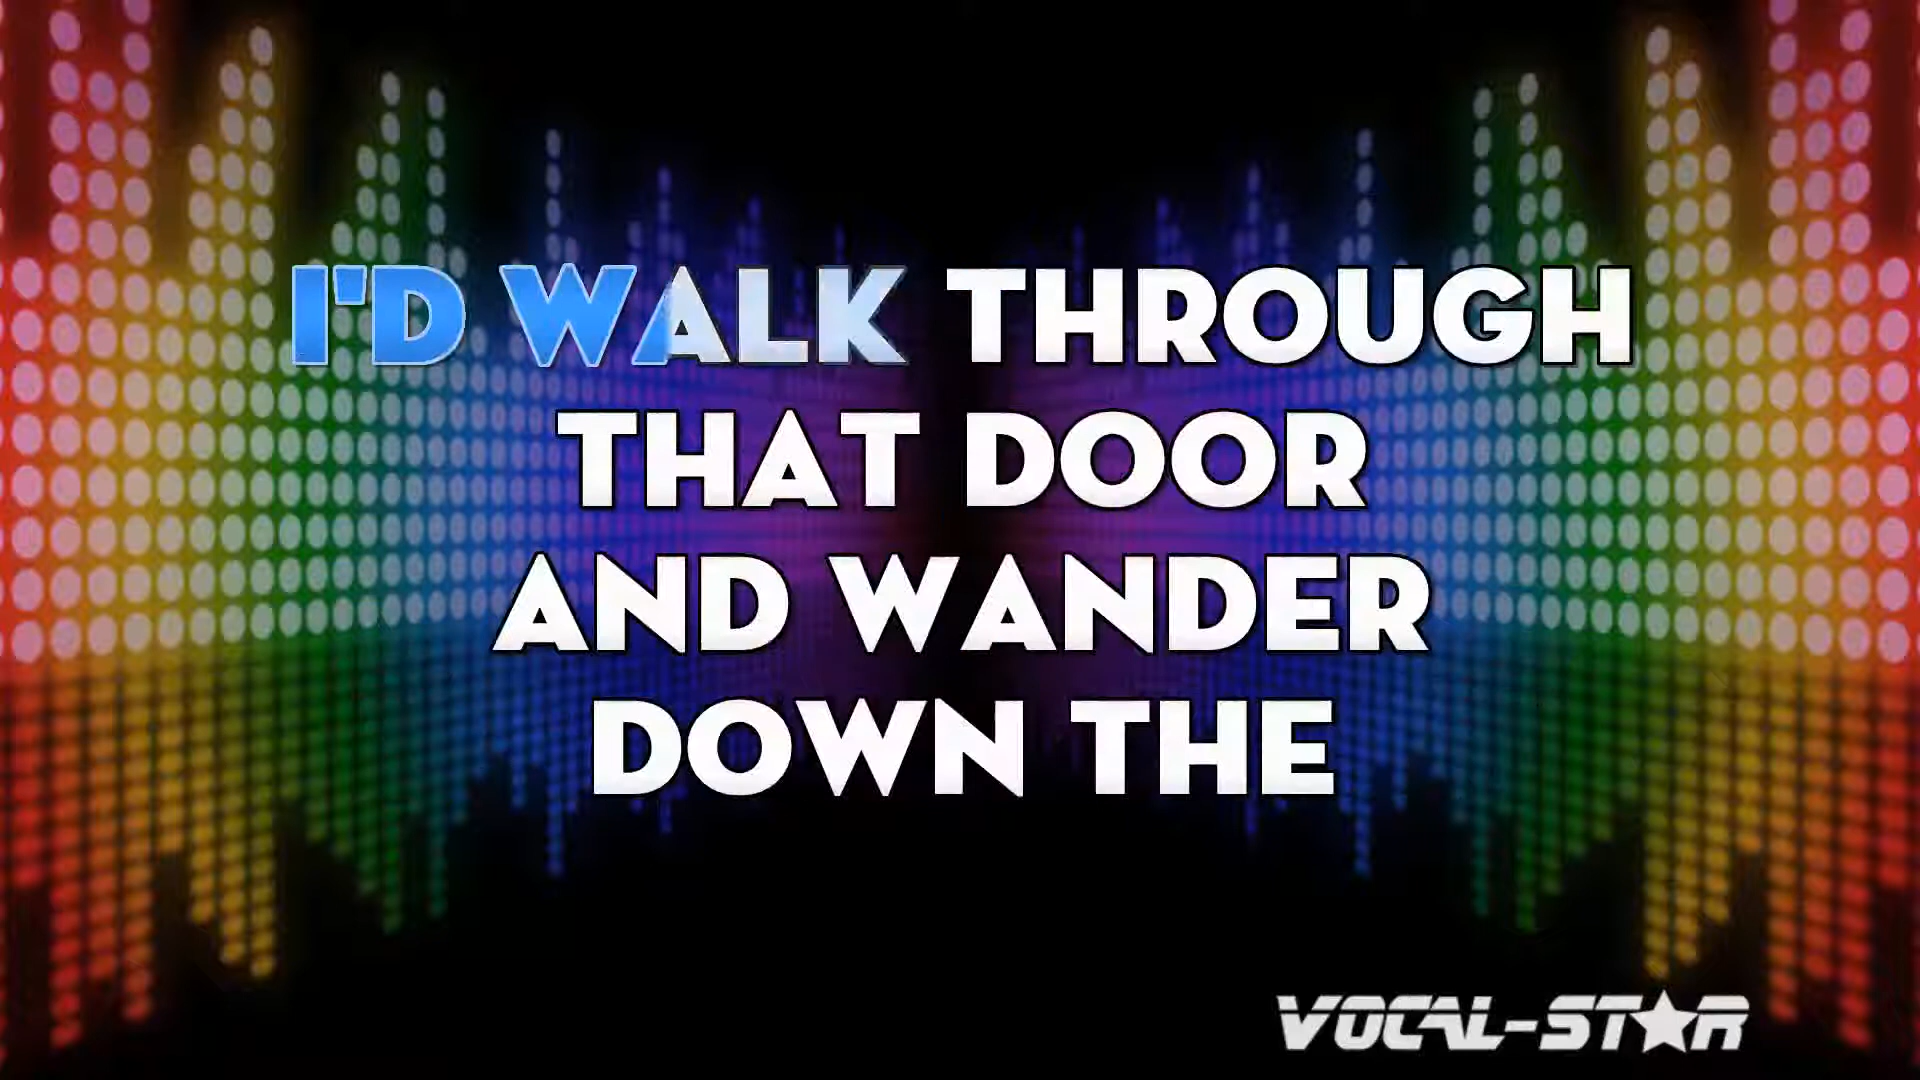 I'D WALK THROUGH
THAT DOOR
AND WANDER
DOWN THE
VOCAL-STAR